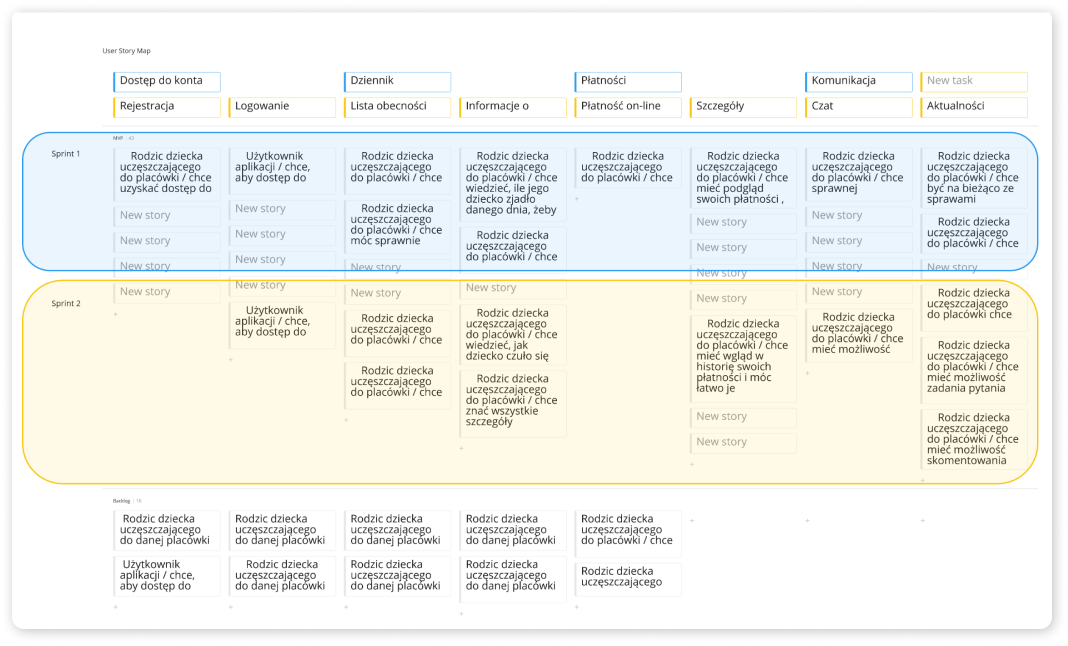 User Story Map
Dostęp do konta
Dziennik
Płatności
Komunikacja
New task
Rejestracja
Logowanie
Lista obecności
Informacje o
Płatność on-line
Szczegóły
Czat
Aktualności
MVP | 43
Sprint 1
Rodzic dziecka
uczęszczającego
do placówki / chce
uzyskać dostęp do
New story
New story
New story
New story
Użytkownik
aplikacji / chce,
aby dostęp do
New story
New story
New story
New story
Rodzic dziecka
uczęszczającego
do placówki / chce
Rodzic dziecka
uczęszczającego
do placówki / chce
móc sprawnie
New story
New story
Rodzic dziecka
uczęszczającego
do placówki / chce
wiedzieć, ile jego
dziecko zjadło
danego dnia, żeby
Rodzic dziecka
uczęszczającego
do placówki / chce
New story
Rodzic dziecka
uczęszczającego
do placówki / chce
Rodzic dziecka
uczęszczającego
do placówki / chce
mieć podgląd
swoich płatności ,
New story
New story
New story
New story
Rodzic dziecka
uczęszczającego
do placówki / chce
sprawnej
New story
New story
New story
New story
Rodzic dziecka
uczęszczającego
do placówki / chce
być na bieżąco ze
sprawami
Rodzic dziecka
uczęszczającego
do placówki / chce
New story
Sprint 2
Użytkownik
aplikacji / chce,
aby dostęp do
Rodzic dziecka
uczęszczającego
do placówki / chce
Rodzic dziecka
uczęszczającego
do placówki / chce
Rodzic dziecka
uczęszczającego
do placówki / chce
wiedzieć, jak
dziecko czuło się
Rodzic dziecka
uczęszczającego
do placówki / chce
znać wszystkie
szczegóły
Rodzic dziecka
uczęszczającego
do placówki / chce
mieć wgląd w
historię swoich
płatności i móc
łatwo je
New story
New story
Rodzic dziecka
uczęszczającego
do placówki / chce
mieć możliwość
Rodzic dziecka
uczęszczającego
do placówki chce
Rodzic dziecka
uczęszczającego
do placówki / chce
mieć możliwość
zadania pytania
Rodzic dziecka
uczęszczającego
do placówki / chce
mieć możliwość
skomentowania
Backlog | 16
Rodzic dziecka
uczęszczającego
do danej placówki
Użytkownik
aplikacji / chce,
aby dostęp do
Rodzic dziecka
uczęszczającego
do danej placówki
Rodzic dziecka
uczęszczającego
do danej placówki
Rodzic dziecka
uczęszczającego
do danej placówki
Rodzic dziecka
uczęszczającego
do danej placówki
Rodzic dziecka
uczęszczającego
do danej placówki
Rodzic dziecka
uczęszczającego
do danej placówki
Rodzic dziecka
uczęszczającego
do placówki / chce
Rodzic dziecka
uczęszczającego